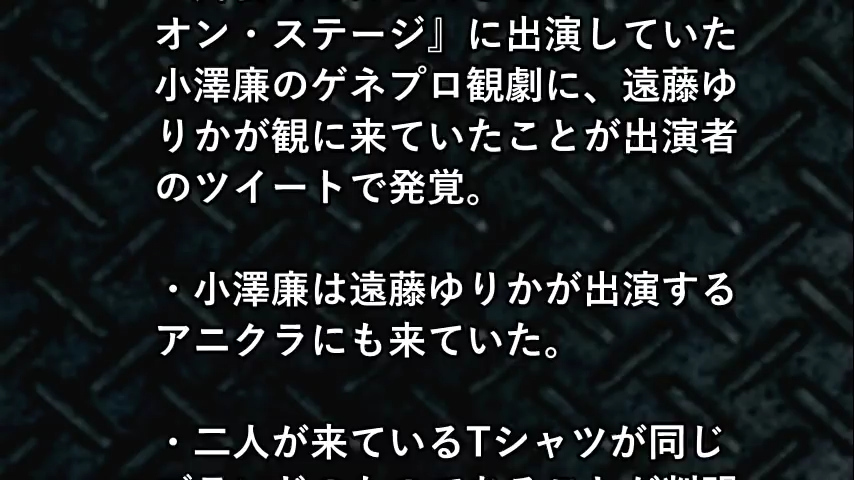 オン・ステージ』に出演していた
小澤廉のゲネプロ観劇に、遠藤ゆ
りかが観に来ていたことが出演者
のツイートで発覚。
・小澤廉は遠藤ゆりかが出演する
アニクラにも来ていた。
・二人が来ているTシャツが同じ